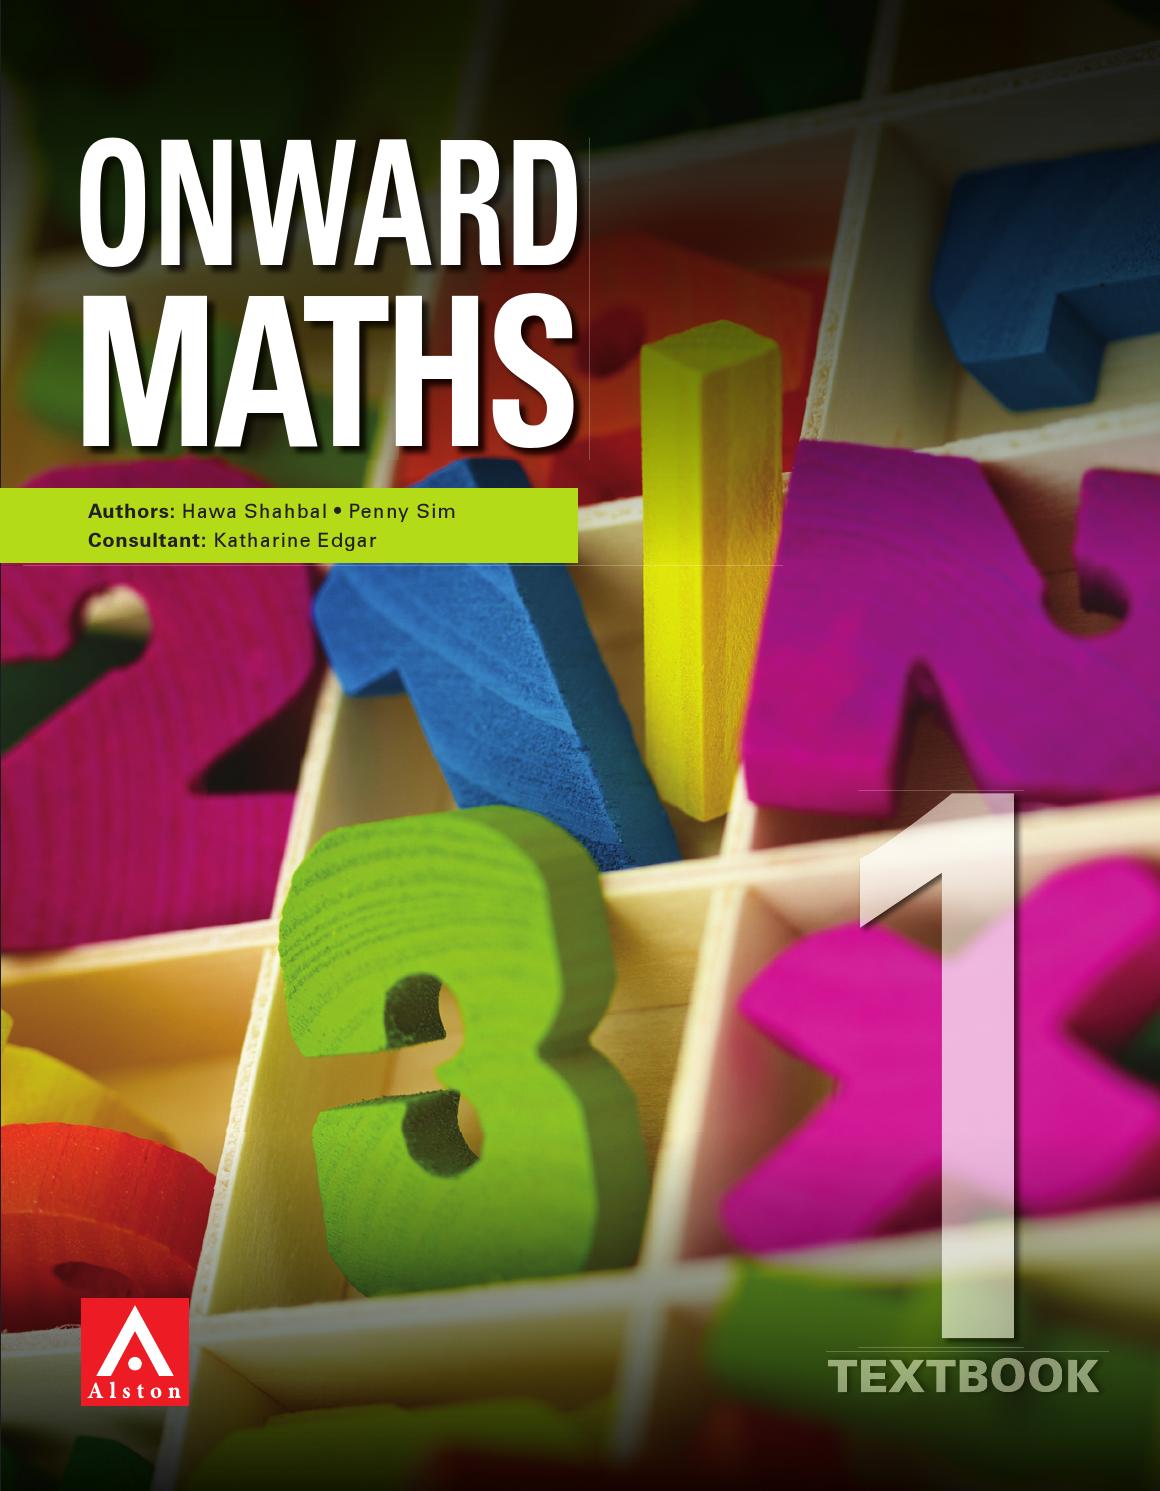 ONWARD
MATHS
Authors: Hawa Shahbal • Penny Sim
Consultant: Katharine Edgar
1
TEXTBOOK
Alston